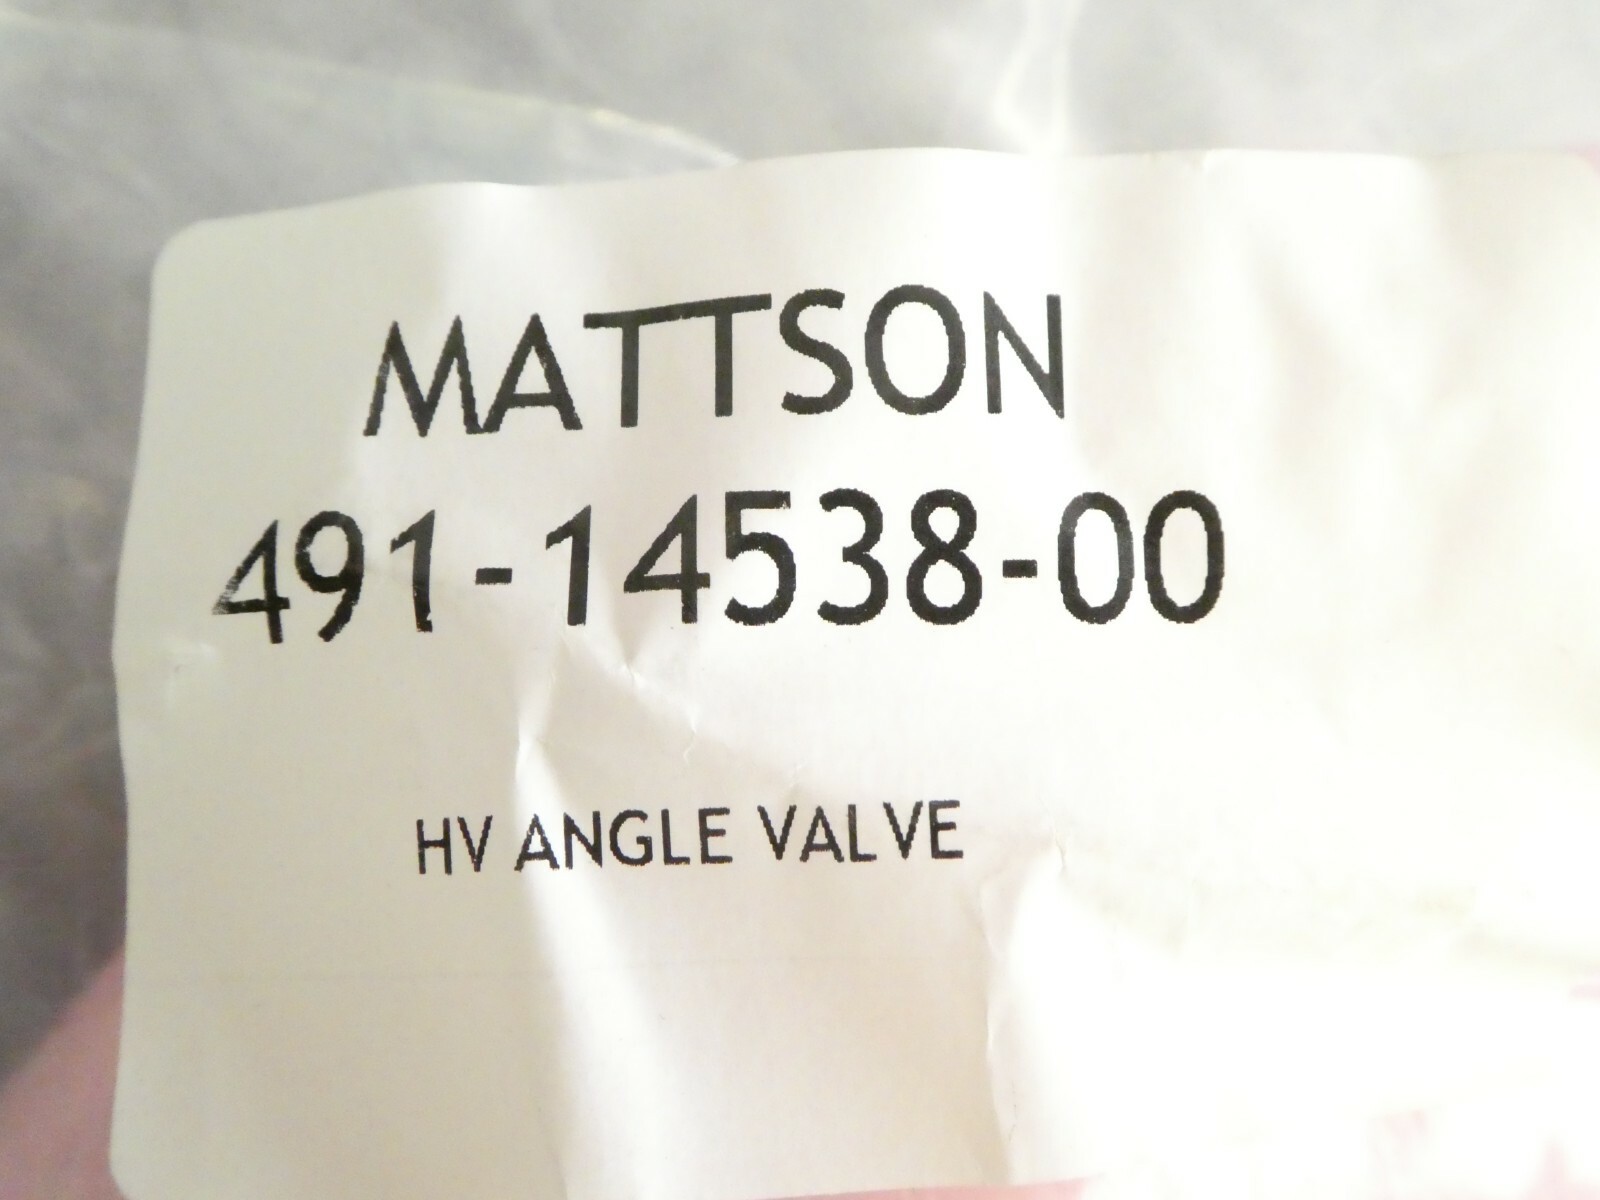 MATTSON
491-14538-00
HV ANGLE VALVE